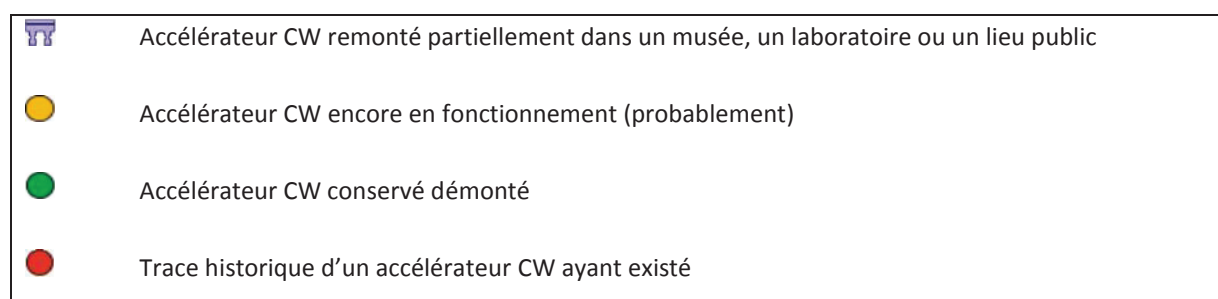 Accélérateur CW remonté partiellement dans un musée, un laboratoire ou un lieu public
Accélérateur CW encore en fonctionnement (probablement)
Accélérateur CW conservé démonté
Trace historique d’un accélérateur CW ayant existé